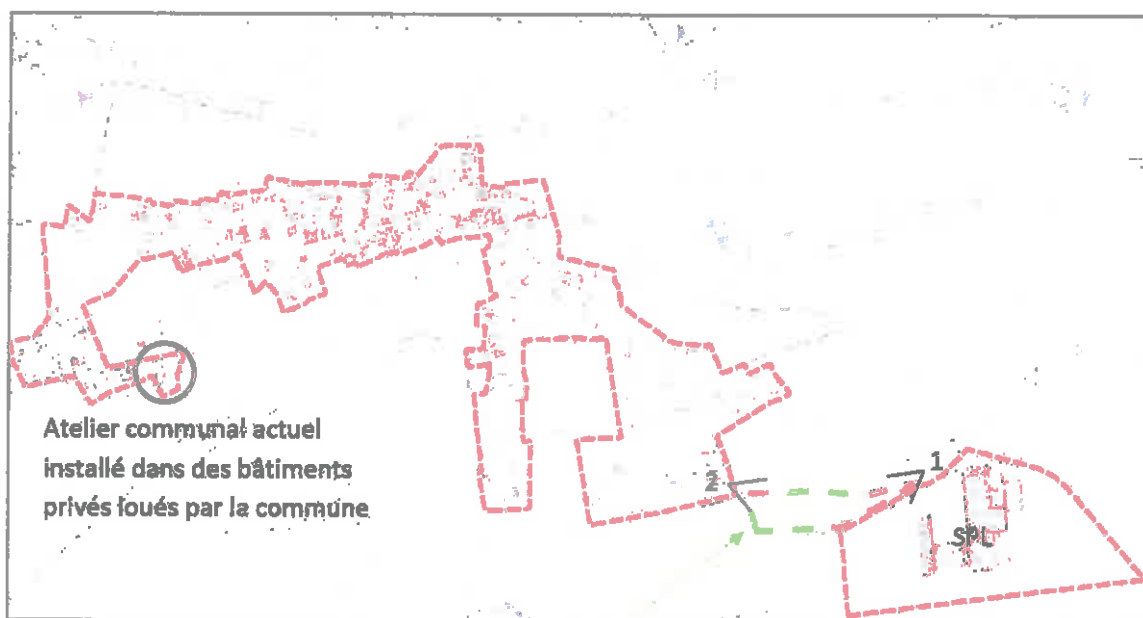 Atelier communal actuel
installé dans des bâtiments
privés loués par la commune
2
1
SPL